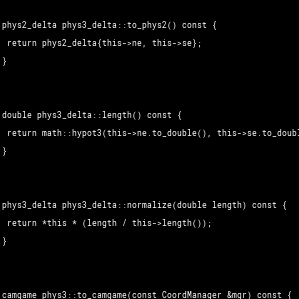 phys2_delta phys3_delta::to_phys2() const {
return phys2_delta{this->ne, this->se};
}
double phys3_delta::length() const {
return math::hypot3(this->ne.to_double(), this->se.to_doubl
}
phys3_delta phys3_delta::normalize(double length) const {
return *this * (length / this->length());
}
camgame phys3::to_camgame(const CoordManager &mgr) const {